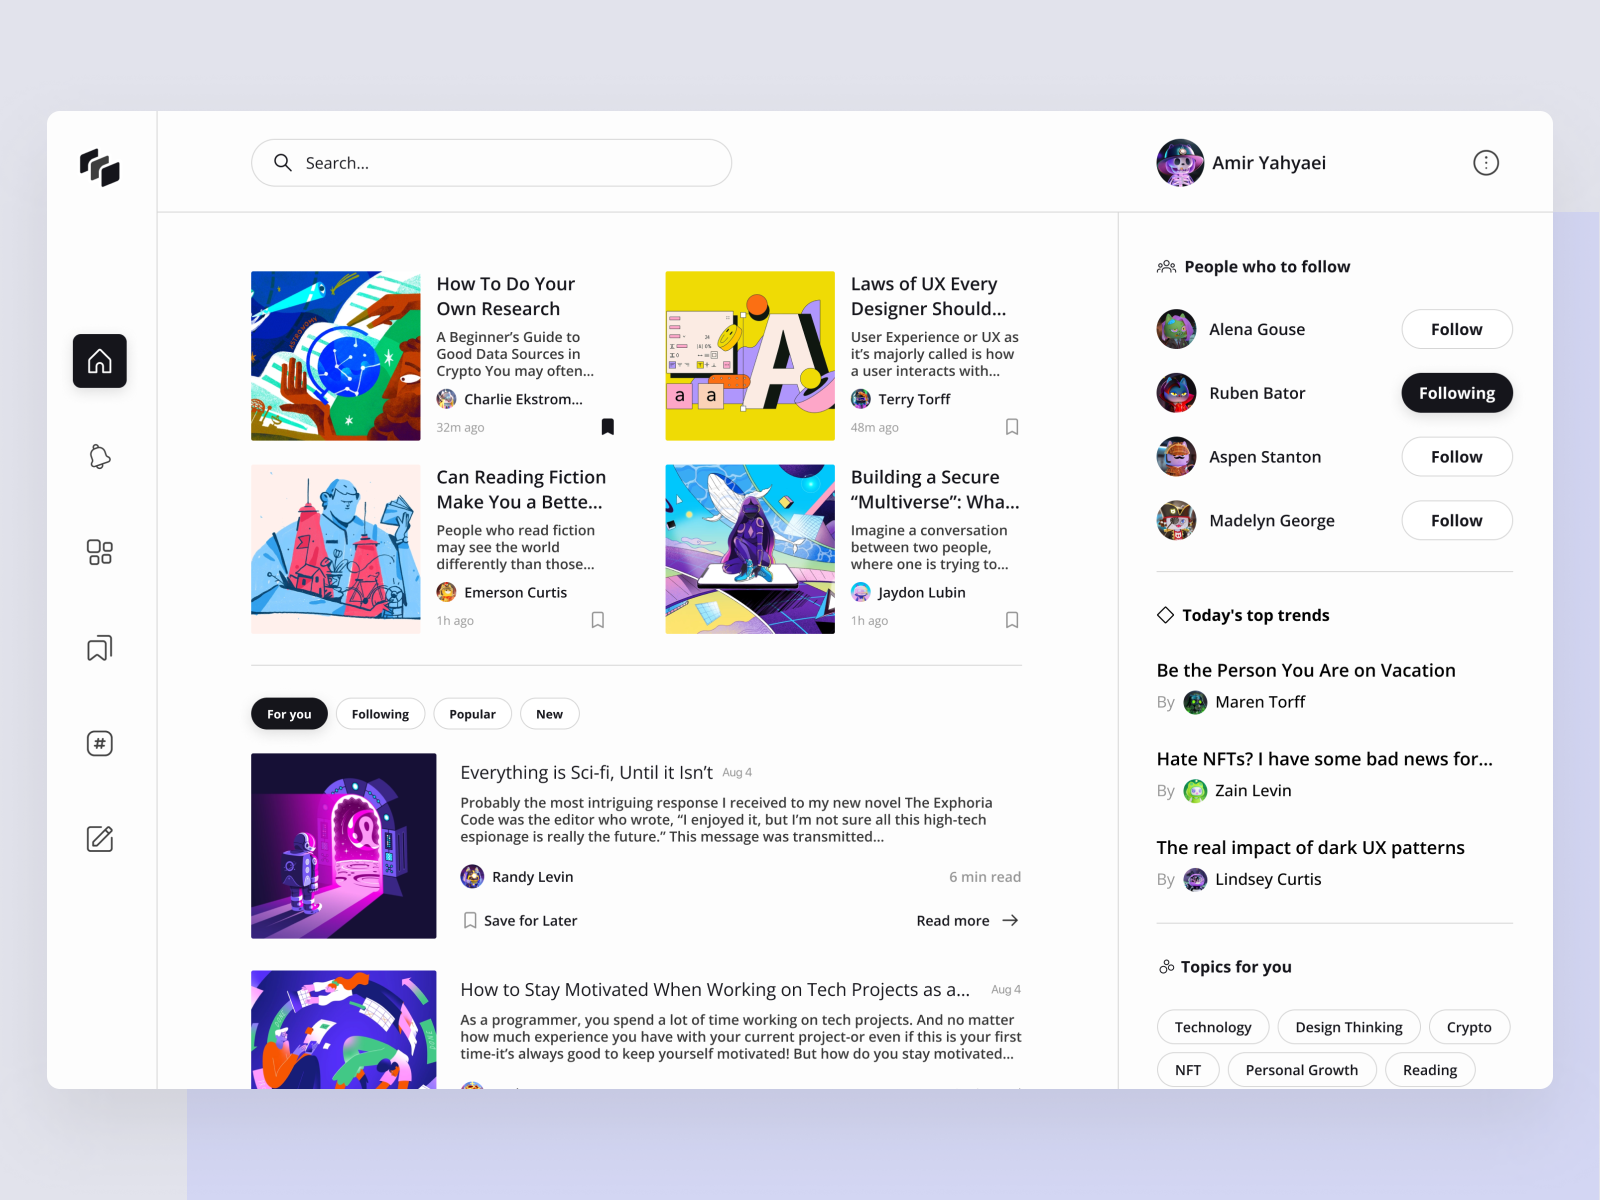 Search...
Amir Yahyaei
How To Do Your
Own Research
A Beginner's Guide to
Good Data Sources in
Crypto You may often...
Charlie Ekstrom...
32m ago
Laws of UX Every
Designer Should...
User Experience or UX as
it's majorly called is how
a user interacts with...
Terry Torff
48m ago
Can Reading Fiction
Make You a Bette...
People who read fiction
may see the world
differently than those...
Emerson Curtis
1h ago
Building a Secure
“Multiverse”: Wha...
Imagine a conversation
between two people,
where one is trying to...
Jaydon Lubin
1h ago
A
a a
For you
Following
Popular
New
Everything is Sci-fi, Until it Isn't Aug 4
Probably the most intriguing response I received to my new novel The Exphoria
Code was the editor who wrote, “I enjoyed it, but I'm not sure all this high-tech
espionage is really the future.” This message was transmitted...
Randy Levin
6 min read
Save for Later
Read more
How to Stay Motivated When Working on Tech Projects as a... Aug 4
As a programmer, you spend a lot of time working on tech projects. And no matter
how much experience you have with your current project-or even if this is your first
time-it's always good to keep yourself motivated! But how do you stay motivated...
People who to follow
Alena Gouse
Follow
Ruben Bator
Following
Aspen Stanton
Follow
Madelyn George
Follow
Today's top trends
Be the Person You Are on Vacation
By Maren Torff
Hate NFTs? I have some bad news for...
By Zain Levin
The real impact of dark UX patterns
By Lindsey Curtis
Topics for you
Technology
Design Thinking
Crypto
NFT
Personal Growth
Reading